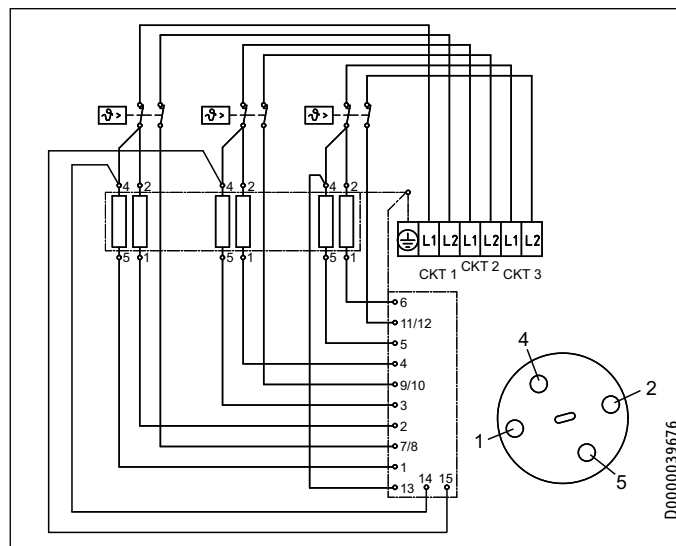 ϑ> ϑ> ϑ>
4 2 4 2 4 2
5 1 5 1 5 1
L1 L2 L1 L2 L1 L2
CKT 1 CKT 2 CKT 3
6
11/12
5
4
9/10
3
2
7/8
1
14 15
13
4
2
1
5
D0000039676